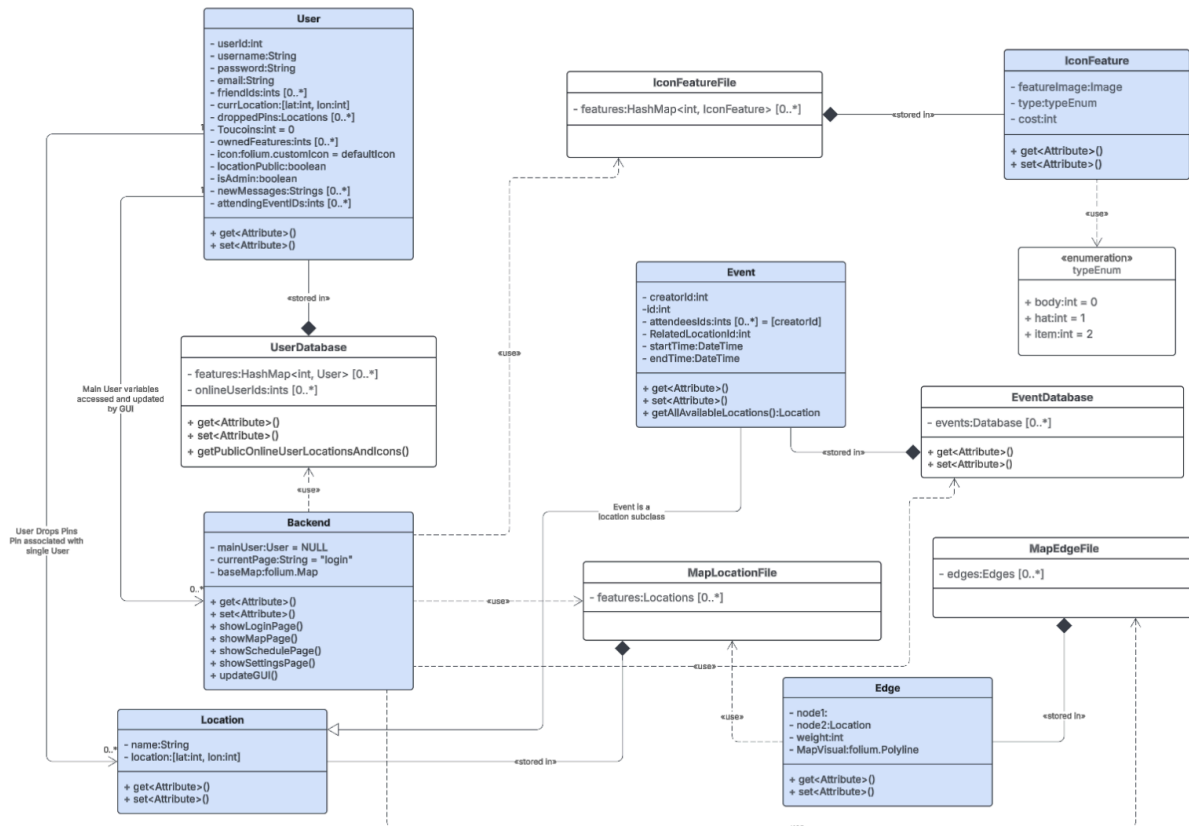 User
- userId:int
- username:String
- password:String
- email:String
- friendIds:ints [0..*]
- currLocation:[lat:int, lon:int]
- droppedPins:Locations [0..*]
- Toucoins:int = 0
- ownedFeatures:ints [0..*]
- icon:folium.customIcon = defaultIcon
- locationPublic:boolean
- isAdmin:boolean
- newMessages:Strings [0..*]
- attendingEventIDs:ints [0..*]
+ get<Attribute>()
+ set<Attribute>()
1
1
«stored in»
IconFeatureFile
- features:HashMap<int, IconFeature> [0..*]
«stored in»
IconFeature
- featureImage:Image
- type:typeEnum
- cost:int
+ get<Attribute>()
+ set<Attribute>()
«use»
«enumeration»
typeEnum
+ body:int = 0
+ hat:int = 1
+ item:int = 2
UserDatabase
- features:HashMap<int, User> [0..*]
- onlineUserIds:ints [0..*]
+ get<Attribute>()
+ set<Attribute>()
+ getPublicOnlineUserLocationsAndIcons()
«use»
Main User variables
accessed and updated
by GUI
«use»
Event
- creatorId:int
-id:int
- attendeesIds:ints [0..*] = [creatorId]
- RelatedLocationId:int
- startTime:DateTime
- endTime:DateTime
+ get<Attribute>()
+ set<Attribute>()
+ getAllAvailableLocations():Location
«stored in»
EventDatabase
- events:Database [0..*]
+ get<Attribute>()
+ set<Attribute>()
Event is a
location subclass
User Drops Pins
Pin associated with
single User
Backend
- mainUser:User = NULL
- currentPage:String = "login"
- baseMap:folium.Map
+ get<Attribute>()
+ set<Attribute>()
+ showLoginPage()
+ showMapPage()
+ showSchedulePage()
+ showSettingsPage()
+ updateGUI()
0..*
«use»
MapLocationFile
- features:Locations [0..*]
MapEdgeFile
- edges:Edges [0..*]
«use»
Edge
- node1:
- node2:Location
- weight:int
- MapVisual:folium.Polyline
+ get<Attribute>()
+ set<Attribute>()
«use»
«stored in»
Location
- name:String
- location:[lat:int, lon:int]
+ get<Attribute>()
+ set<Attribute>()
0..*
«stored in»